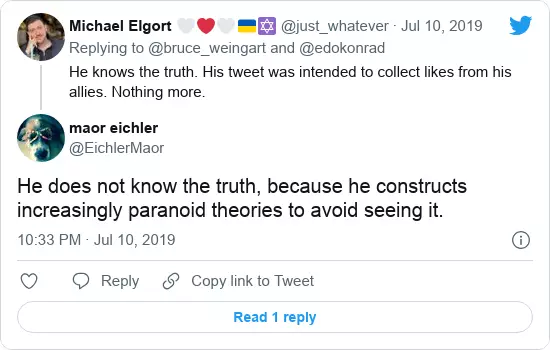 Michael Elgort 🤍❤️🤍🇺🇦✡️ @just_whatever · Jul 10, 2019
Replying to @bruce_weingart and @edokonrad
He knows the truth. His tweet was intended to collect likes from his
allies. Nothing more.
maor eichler
@EichlerMaor
He does not know the truth, because he constructs
increasingly paranoid theories to avoid seeing it.
10:33 PM · Jul 10, 2019
Reply
Copy link to Tweet
Read 1 reply